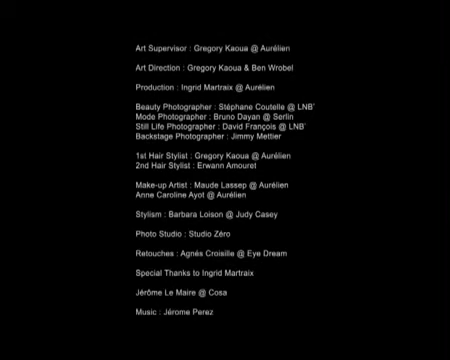 Art Supervisor : Gregory Kaoua @ Aurélien
Art Direction : Gregory Kaoua & Ben Wrobel
Production : Ingrid Martraix @ Aurélien
Beauty Photographer : Stéphane Coutelle @ LNB'
Mode Photographer : Bruno Dayan @ Serlin
Still Life Photographer : David François @ LNB'
Backstage Photographer : Jimmy Mettier
1st Hair Stylist : Gregory Kaoua @ Aurélien
2nd Hair Stylist : Erwann Amouret
Make-up Artist : Maude Lassep @ Aurélien
Anne Caroline Ayot @ Aurélien
Stylism : Barbara Loison @ Judy Casey
Photo Studio : Studio Zéro
Retouches : Agnés Croisille @ Eye Dream
Special Thanks to Ingrid Martraix
Jérôme Le Maire @ Cosa
Music : Jérome Perez